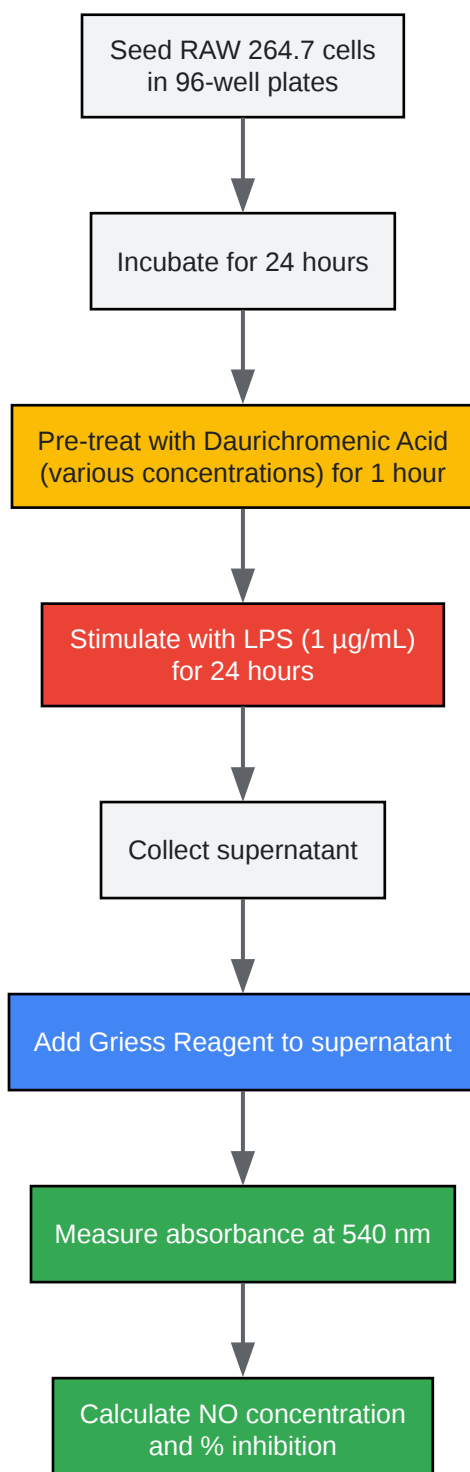 Seed RAW 264.7 cells
in 96-well plates
Incubate for 24 hours
Pre-treat with Daurichromenic Acid
(various concentrations) for 1 hour
Stimulate with LPS (1 µg/mL)
for 24 hours
Collect supernatant
Add Griess Reagent to supernatant
Measure absorbance at 540 nm
Calculate NO concentration
and % inhibition